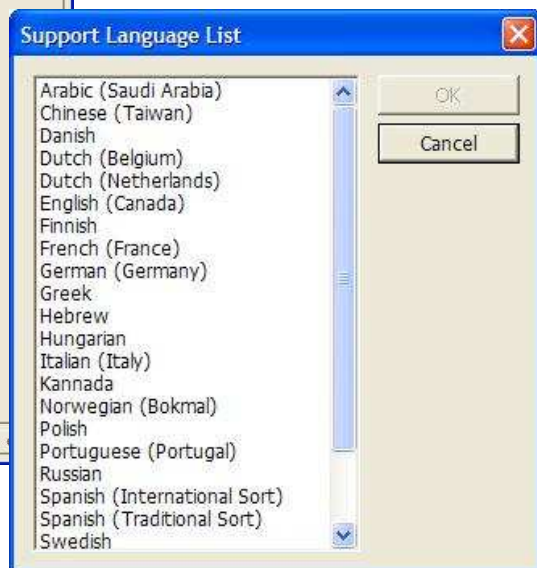 Support Language List
Arabic (Saudi Arabia)
Chinese (Taiwan)
Danish
Dutch (Belgium)
Dutch (Netherlands)
English (Canada)
Finnish
French (France)
German (Germany)
Greek
Hebrew
Hungarian
Italian (Italy)
Kannada
Norwegian (Bokmal)
Polish
Portuguese (Portugal)
Russian
Spanish (International Sort)
Spanish (Traditional Sort)
Swedish
OK
Cancel